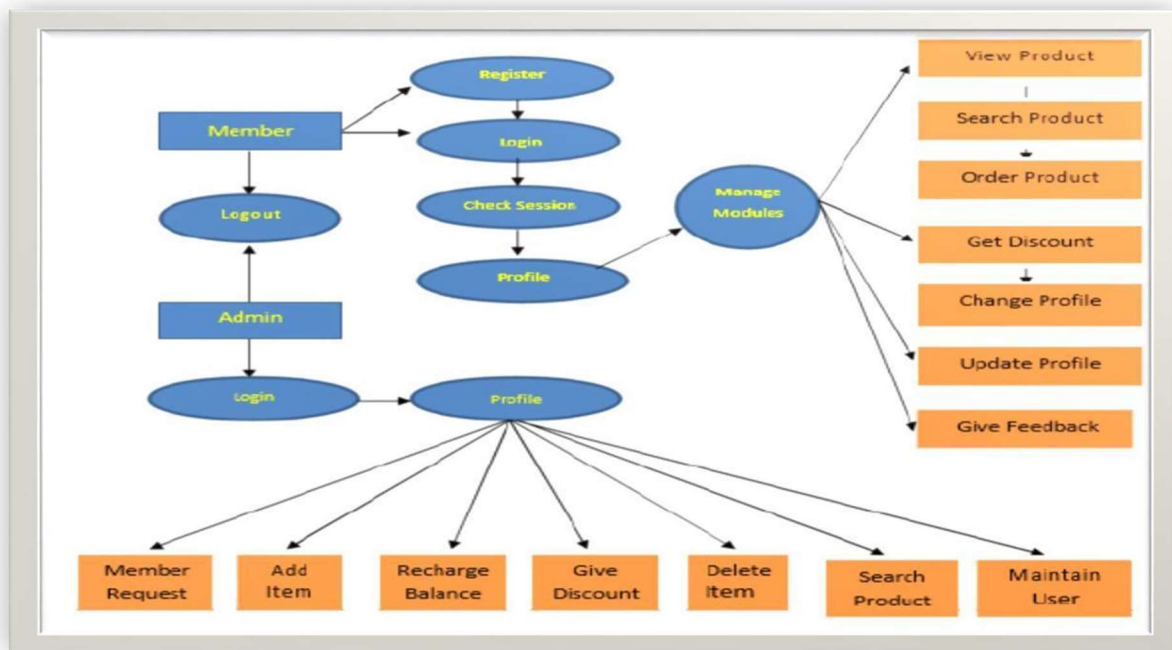 View Product
Register
Search Product
Member
Login
Order Product
Manage
Modules
Check Session
Logout
Get Discount
Profile
Change Profile
Admin
Update Profile
Login
Profile
Give Feedback
Member
Request
Add
Item
Recharge
Balance
Give
Discount
Delete
Item
Search
Product
Maintain
User